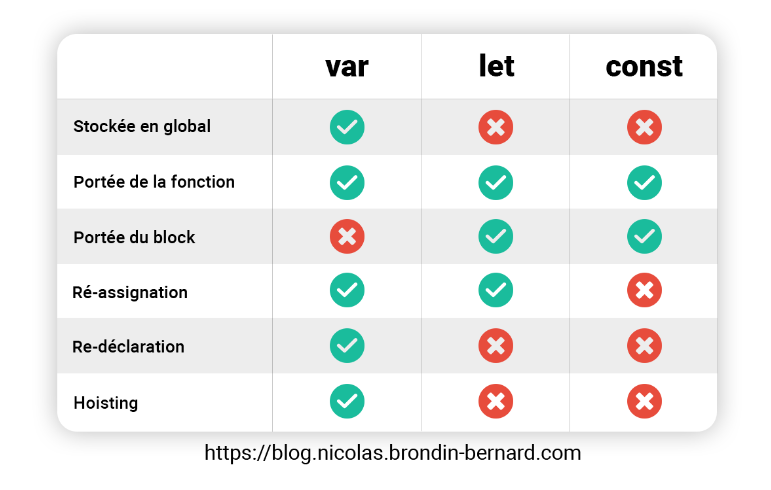 var let const
Stockée en global
Portée de la fonction
Portée du block
Ré-assignation
Re-déclaration
Hoisting
https://blog.nicolas.brondin-bernard.com